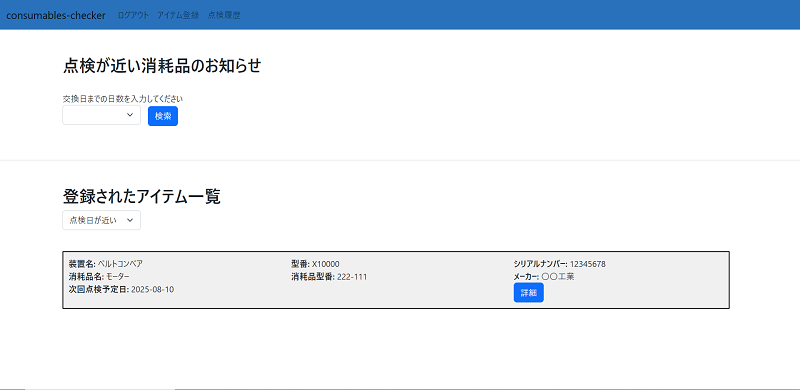 consumables-checker ログアウト アイテム登録 点検履歴
点検が近い消耗品のお知らせ
交換日までの日数を入力してください
検索
登録されたアイテム一覧
点検日が近い
装置名: ベルトコンベア 型番: X10000 シリアルナンバー: 12345678
消耗品名: モーター 消耗品型番: 222-111 メーカー: 〇〇工業
次回点検予定日: 2025-08-10
詳細